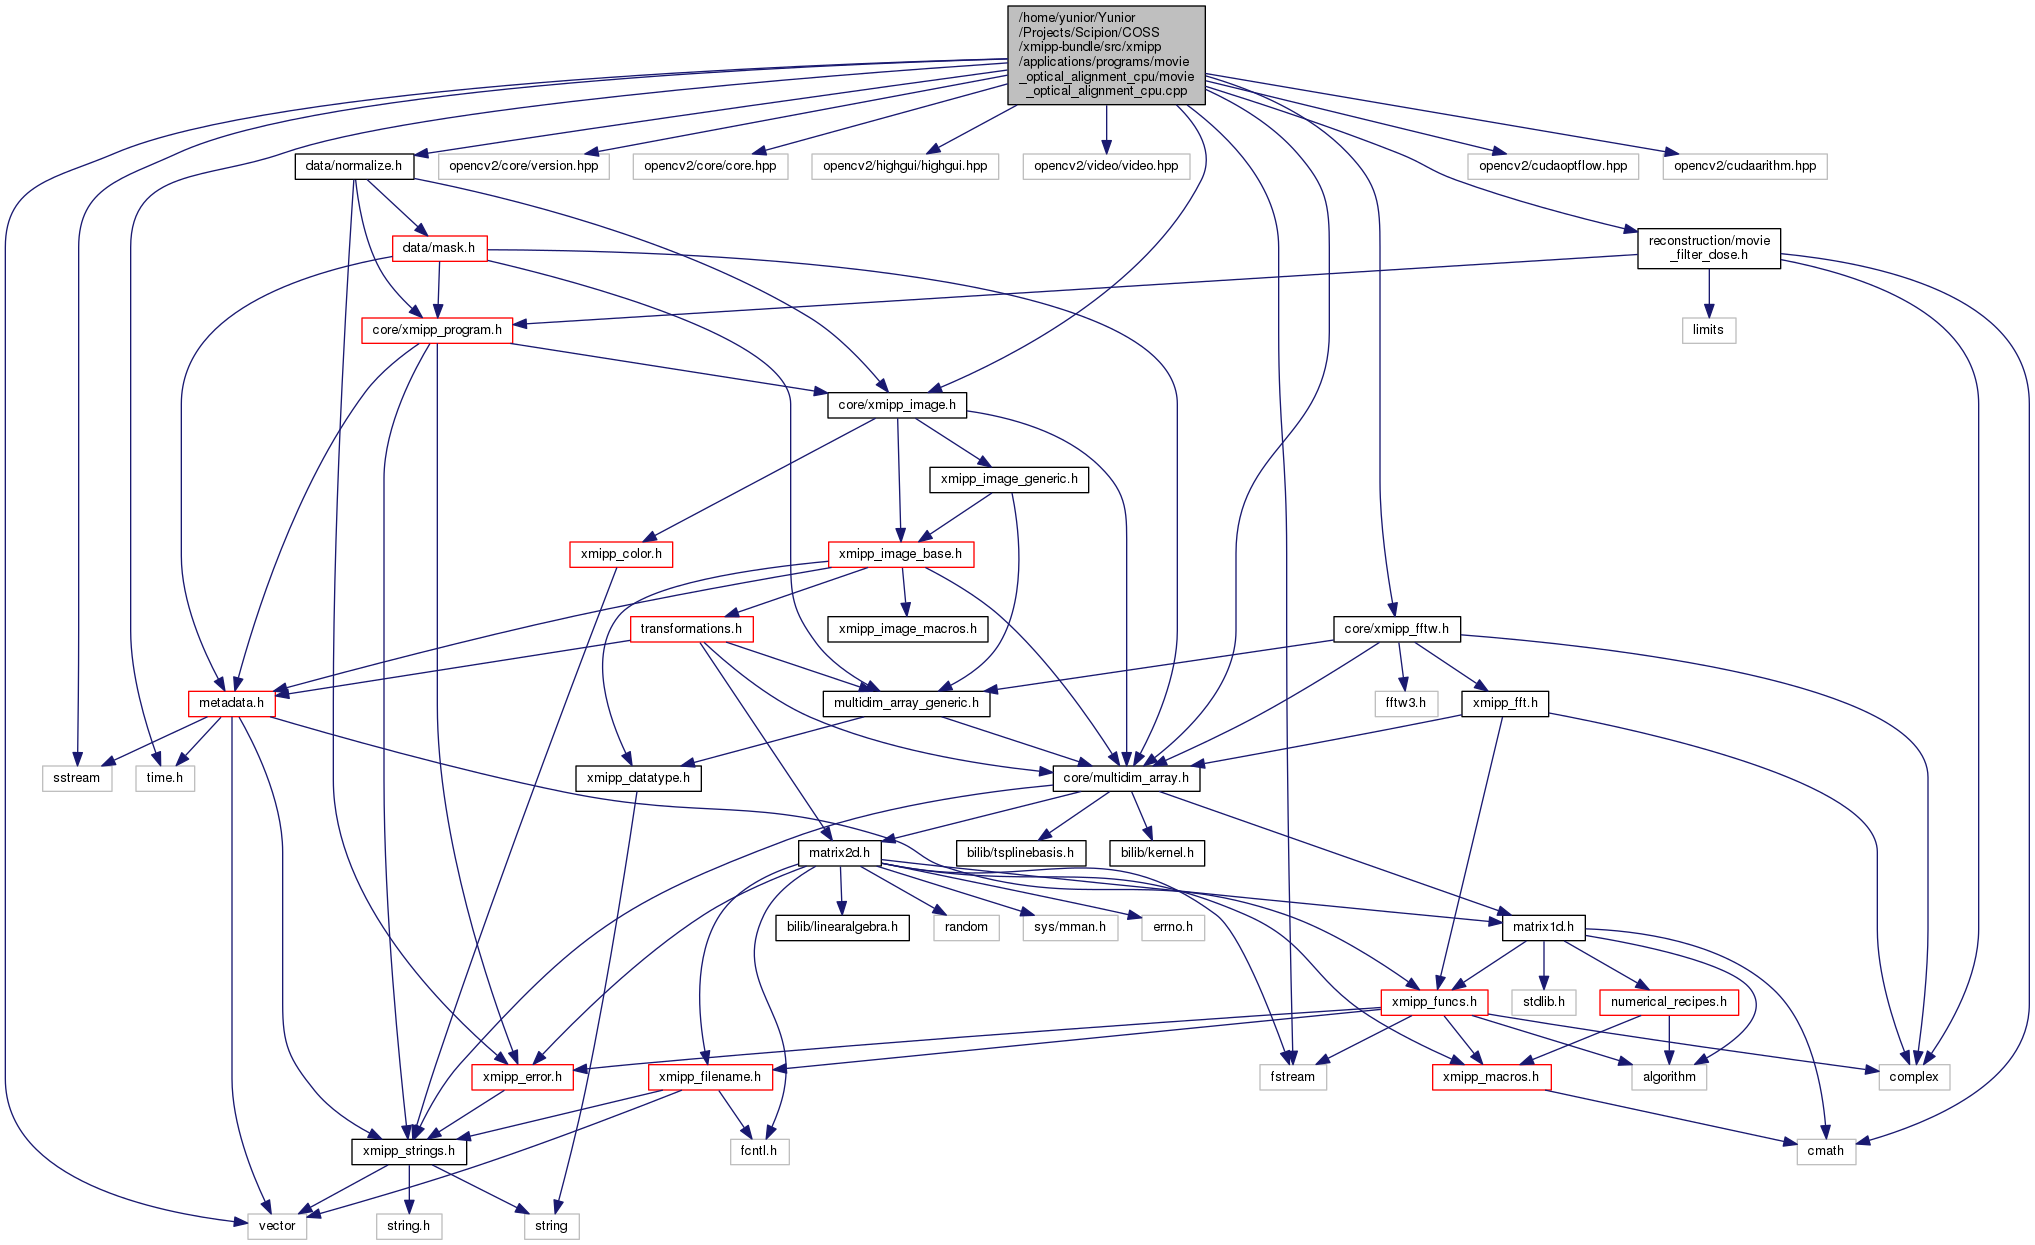 /home/yunior/Yunior
/Projects/Scipion/COSS
/xmipp-bundle/src/xmipp
/applications/programs/movie
_optical_alignment_cpu/movie
_optical_alignment_cpu.cpp
data/normalize.h
opencv2/core/version.hpp
opencv2/core/core.hpp
opencv2/highgui/highgui.hpp
opencv2/video/video.hpp
opencv2/cudaoptflow.hpp
opencv2/cudaarithm.hpp
data/mask.h
reconstruction/movie
_filter_dose.h
core/xmipp_program.h
limits
core/xmipp_image.h
xmipp_image_generic.h
xmipp_color.h
xmipp_image_base.h
transformations.h
xmipp_image_macros.h
core/xmipp_fftw.h
metadata.h
multidim_array_generic.h
fftw3.h
xmipp_fft.h
sstream
time.h
xmipp_datatype.h
core/multidim_array.h
matrix2d.h
bilib/tsplinebasis.h
bilib/kernel.h
bilib/linearalgebra.h
random
sys/mman.h
errno.h
matrix1d.h
xmipp_funcs.h
stdlib.h
numerical_recipes.h
xmipp_error.h
xmipp_filename.h
fstream
xmipp_macros.h
algorithm
complex
xmipp_strings.h
fcntl.h
cmath
vector
string.h
string